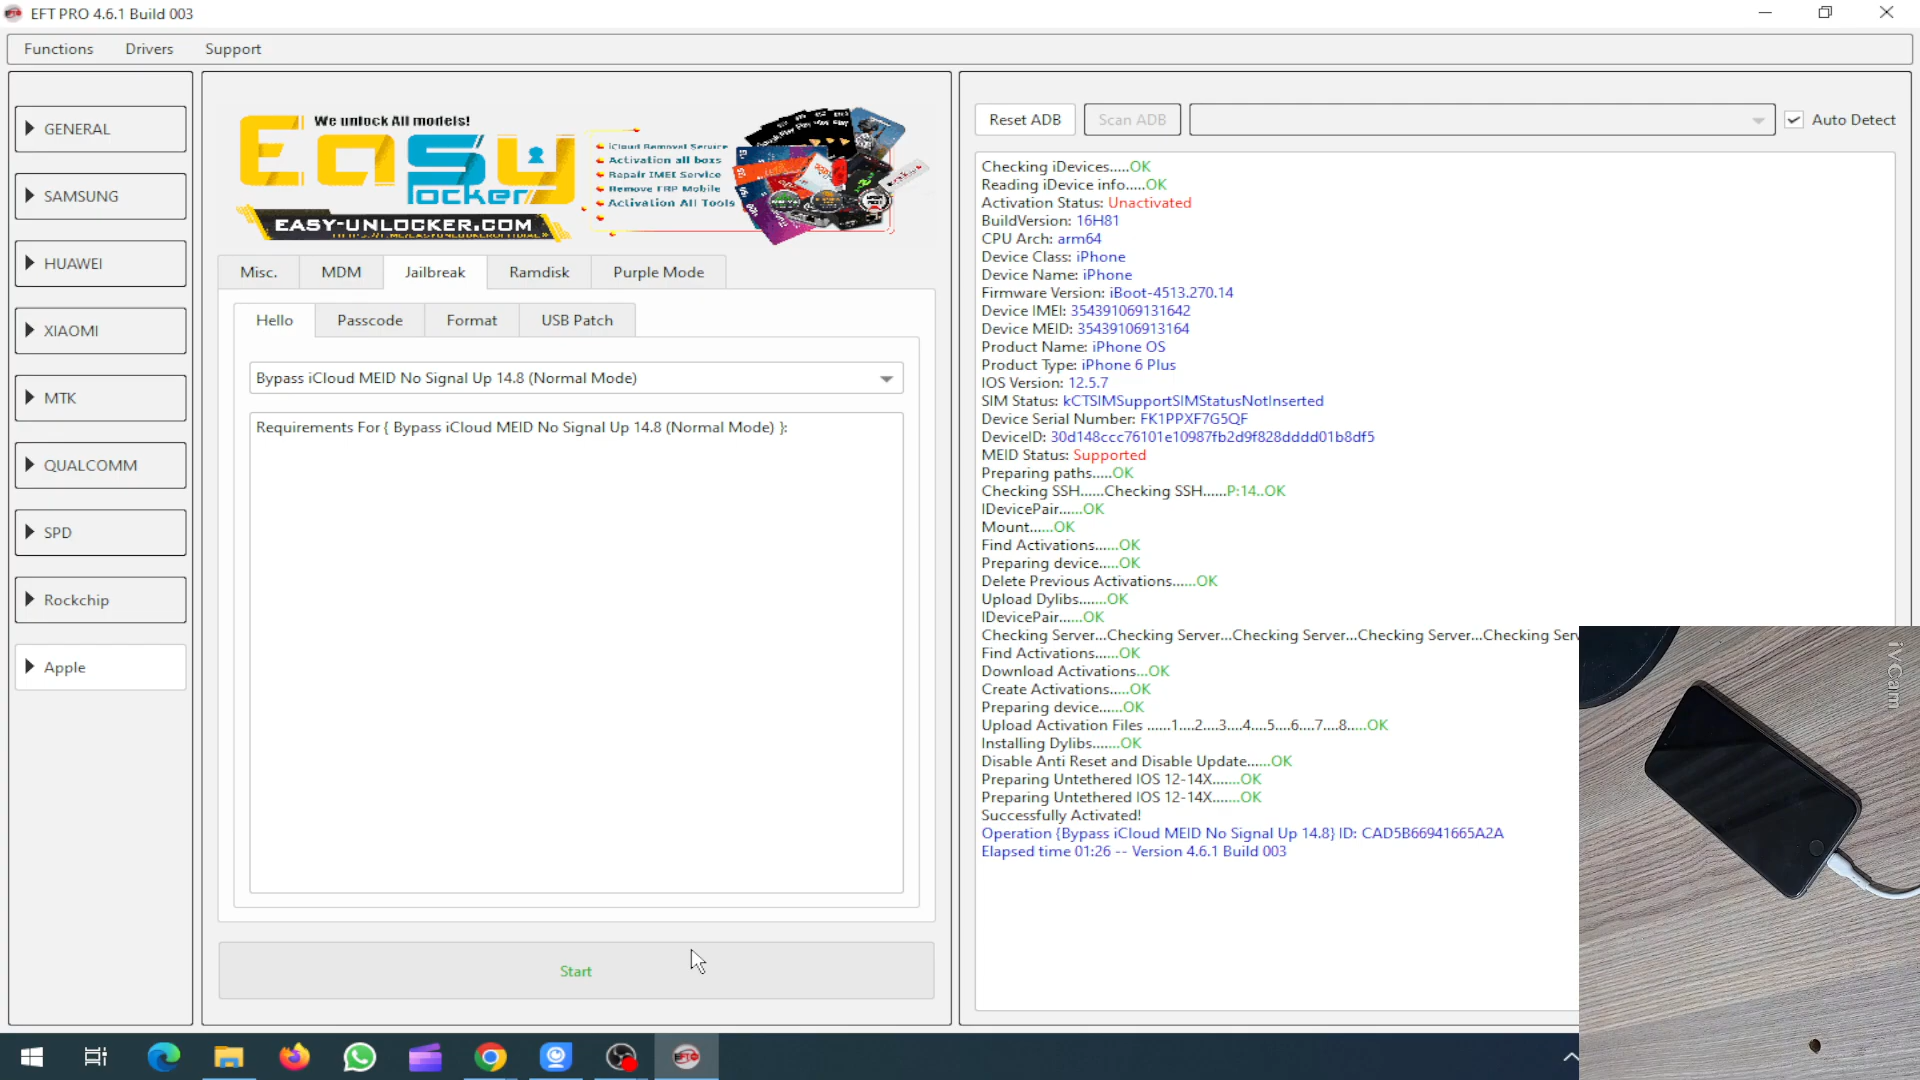 EFT PRO 4.6.1 Build 003
Functions Drivers Support
GENERAL
SAMSUNG
HUAWEI
XIAOMI
MTK
QUALCOMM
SPD
Rockchip
Apple
We unlock All models!
Easy
locker
EASY-UNLOCKER.COM
iCloud Removal Service
Activation all boxs
Repair IMEI Service
Remove FRP Mobile
Activation All Tools
Misc. MDM Jailbreak Ramdisk Purple Mode
Hello Passcode Format USB Patch
Bypass iCloud MEID No Signal Up 14.8 (Normal Mode)
Requirements For { Bypass iCloud MEID No Signal Up 14.8 (Normal Mode) }:
Start
Reset ADB Scan ADB Auto Detect
Checking iDevices.....OK
Reading iDevice info.....OK
Activation Status: Unactivated
BuildVersion: 16H81
CPU Arch: arm64
Device Class: iPhone
Device Name: iPhone
Firmware Version: iBoot-4513.270.14
Device IMEI: 354391069131642
Device MEID: 35439106913164
Product Name: iPhone OS
Product Type: iPhone 6 Plus
IOS Version: 12.5.7
SIM Status: kCTSIMSupportSIMStatusNotInserted
Device Serial Number: FK1PPXF7G5QF
DeviceID: 30d148ccc76101e10987fb2d9f828dddd01b8df5
MEID Status: Supported
Preparing paths.....OK
Checking SSH......Checking SSH......P:14..OK
IDevicePair......OK
Mount......OK
Find Activations......OK
Preparing device.....OK
Delete Previous Activations......OK
Upload Dylibs.......OK
IDevicePair......OK
Checking Server...Checking Server...Checking Server...Checking Server...Checking Serv
Find Activations......OK
Download Activations...OK
Create Activations.....OK
Preparing device......OK
Upload Activation Files ......1....2....3....4....5....6....7....8.....OK
Installing Dylibs.......OK
Disable Anti Reset and Disable Update......OK
Preparing Untethered IOS 12-14X.......OK
Preparing Untethered IOS 12-14X.......OK
Successfully Activated!
Operation {Bypass iCloud MEID No Signal Up 14.8} ID: CAD5B66941665A2A
Elapsed time 01:26 -- Version 4.6.1 Build 003
ivCam
EFT